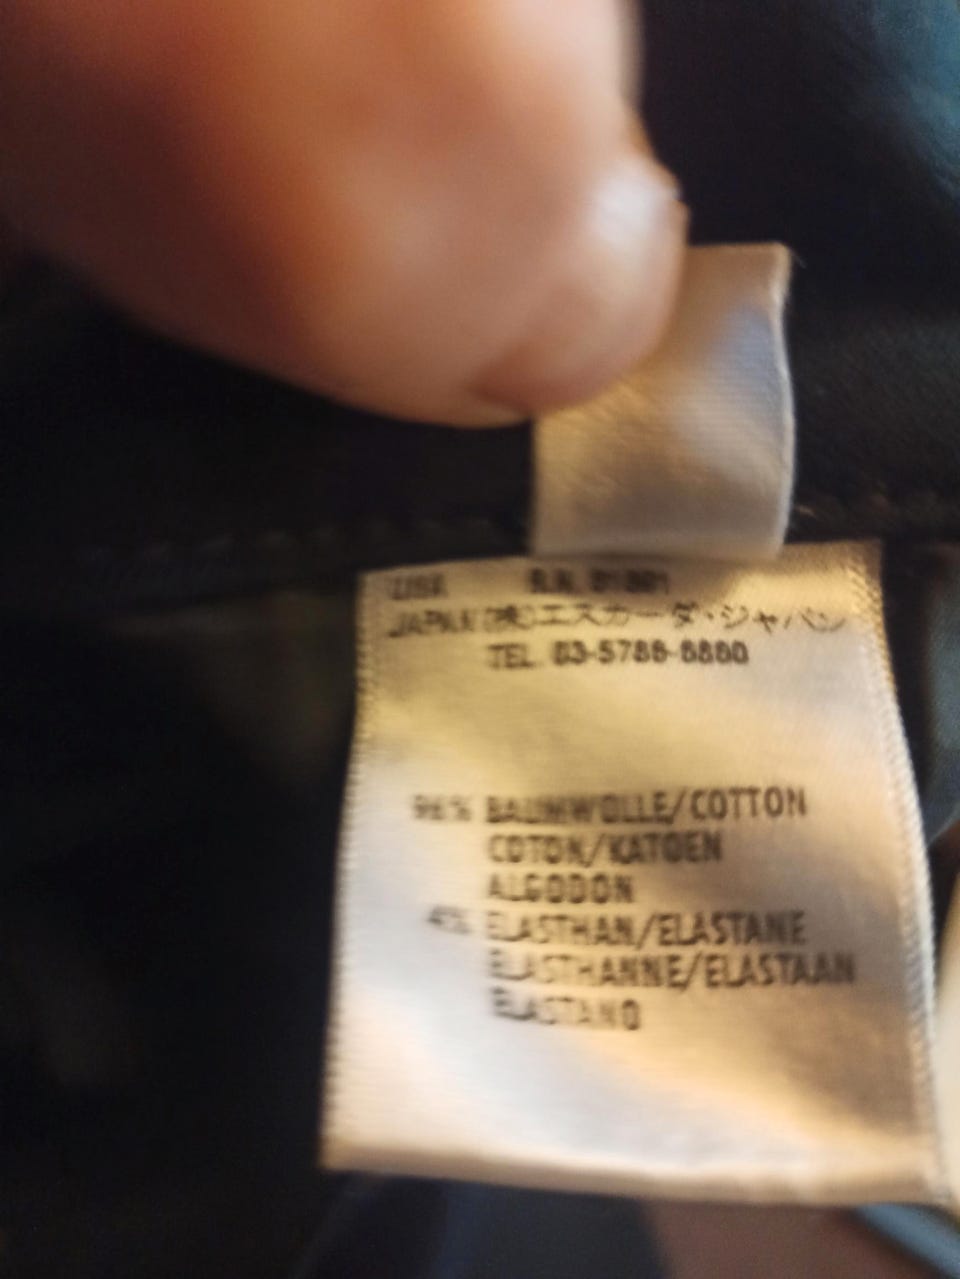 USA
JAPAN (株)エスカーダ・ジャパン
TEL. 03-5786-8880
96% BAUMWOLLE/COTTON
COTON/KATOEN
ALGODON
4% ELASTHAN/ELASTANE
ELASTHANNE/ELASTAAN
ELASTANO